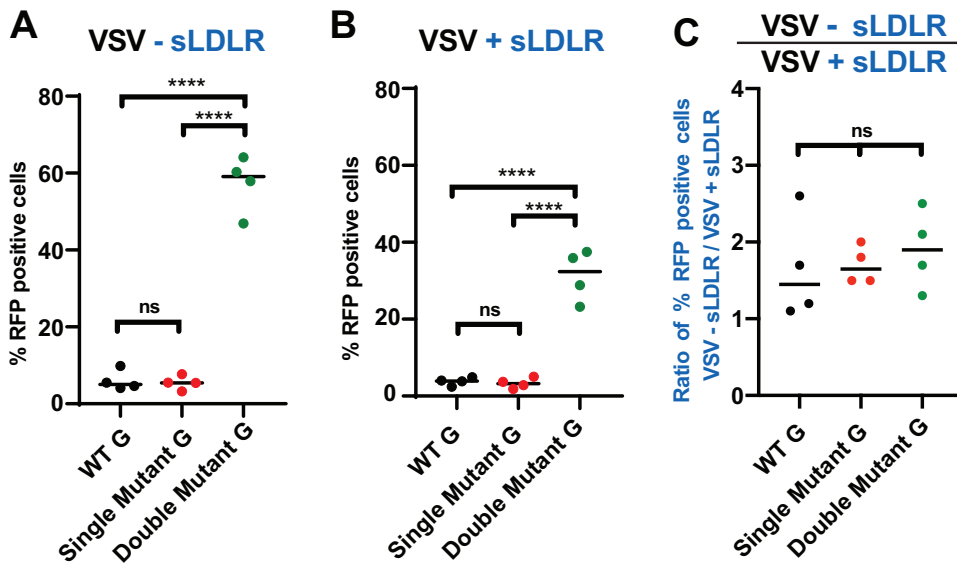 A
VSV - sLDLR
% RFP positive cells
80
60
40
20
0
****
****
ns
WT G
Single Mutant G
Double Mutant G
B
VSV + sLDLR
% RFP positive cells
80
60
40
20
0
****
****
ns
WT G
Single Mutant G
Double Mutant G
C
VSV - sLDLR
VSV + sLDLR
Ratio of % RFP positive cells
VSV - sLDLR / VSV + sLDLR
4
3
2
1
0
ns
WT G
Single Mutant G
Double Mutant G